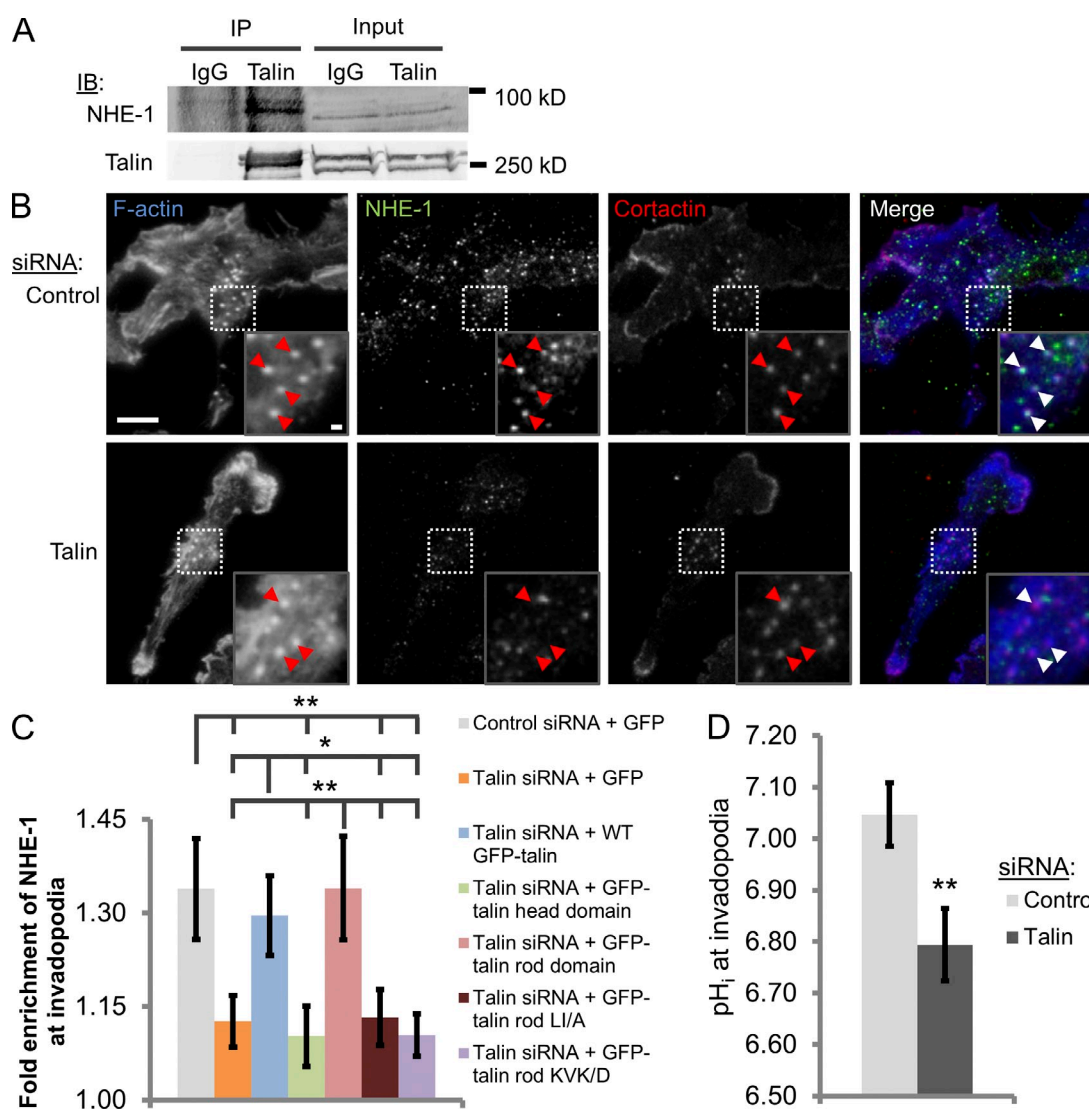 A
IP
Input
IgG
Talin
IgG
Talin
IB:
NHE-1
100 kD
Talin
250 kD
B
F-actin
NHE-1
Cortactin
Merge
siRNA:
Control
Talin
C
**
*
**
Fold enrichment of NHE-1
at invadopodia
1.45
1.30
1.15
1.00
Control siRNA + GFP
Talin siRNA + GFP
Talin siRNA + WT
GFP-talin
Talin siRNA + GFP-
talin head domain
Talin siRNA + GFP-
talin rod domain
Talin siRNA + GFP-
talin rod LI/A
Talin siRNA + GFP-
talin rod KVK/D
D
pHi at invadopodia
7.20
7.10
7.00
6.90
6.80
6.70
6.60
6.50
**
siRNA:
Contro
Talin